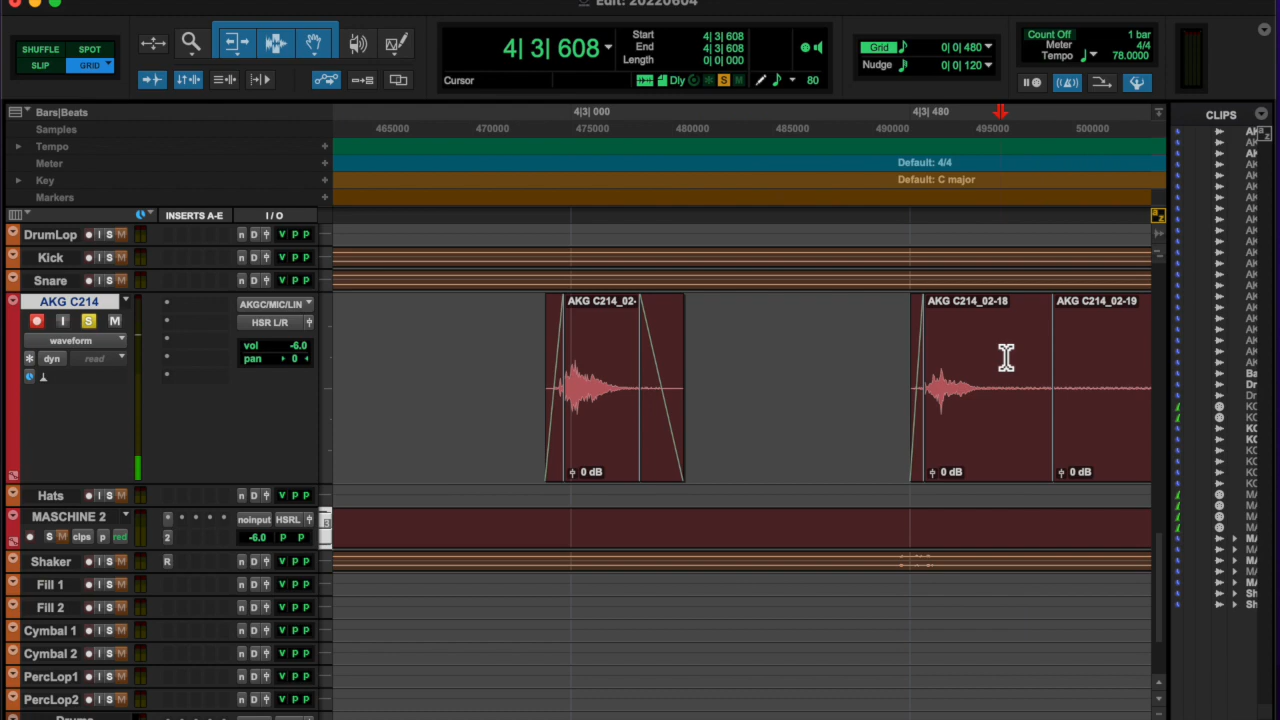 Edit: 20220604
SHUFFLE SPOT
SLIP GRID
4| 3| 608
Cursor
Start 4| 3| 608
End 4| 3| 608
Length 0| 0| 000
Dly S M 80
Grid 0| 0| 480
Nudge 0| 0| 120
Count Off 1 bar
Meter 4/4
Tempo 78.0000
Bars|Beats 4|3| 000 4|3| 480
CLIPS
Samples 465000 470000 475000 480000 485000 490000 495000 500000
Tempo
Meter Default: 4/4
Key Default: C major
Markers
INSERTS A-E I / O
DrumLop I S M n D V P P
Kick I S M n D V P P
Snare I S M n D V P P
AKG C214 AKGC/MIC/LIN AKG C214_02- AKG C214_02-18 AKG C214_02-19
I S M HSR L/R
waveform vol -6.0
dyn read pan 0
0 dB 0 dB 0 dB
Hats I S M n D V P P
MASCHINE 2 noinput HSRL
S M clps p red 2 -6.0 P P
Shaker I S M R n D V P P
Fill 1 I S M n D V P P
Fill 2 I S M n D V P P
Cymbal 1 I S M n D V P P
Cymbal 2 I S M n D V P P
PercLop1 I S M n D V P P
PercLop2 I S M n D V P P